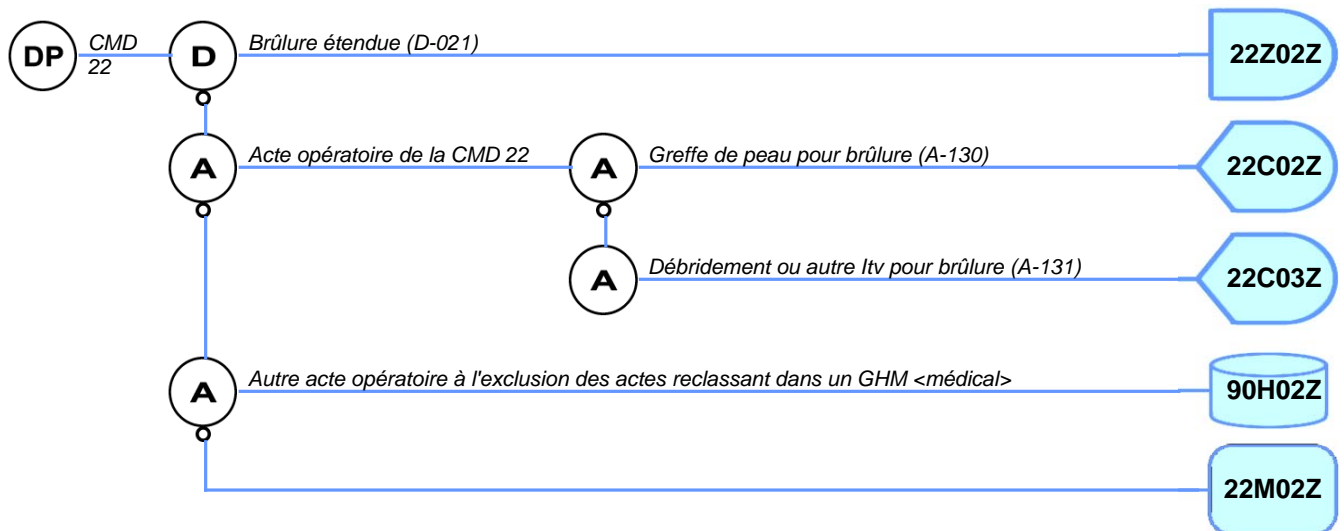 DP
CMD
22
D
Brûlure étendue (D-021)
22Z02Z
A
Acte opératoire de la CMD 22
A
Greffe de peau pour brûlure (A-130)
22C02Z
A
Débridement ou autre Itv pour brûlure (A-131)
22C03Z
A
Autre acte opératoire à l'exclusion des actes reclassant dans un GHM <médical>
90H02Z
22M02Z